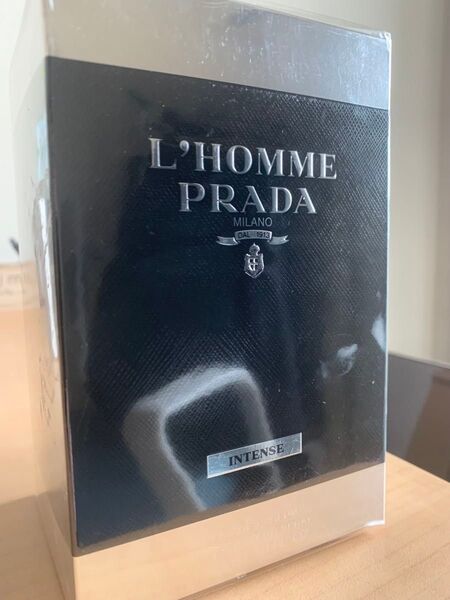 L'HOMME
PRADA
MILANO
DAL 1913
INTENSE